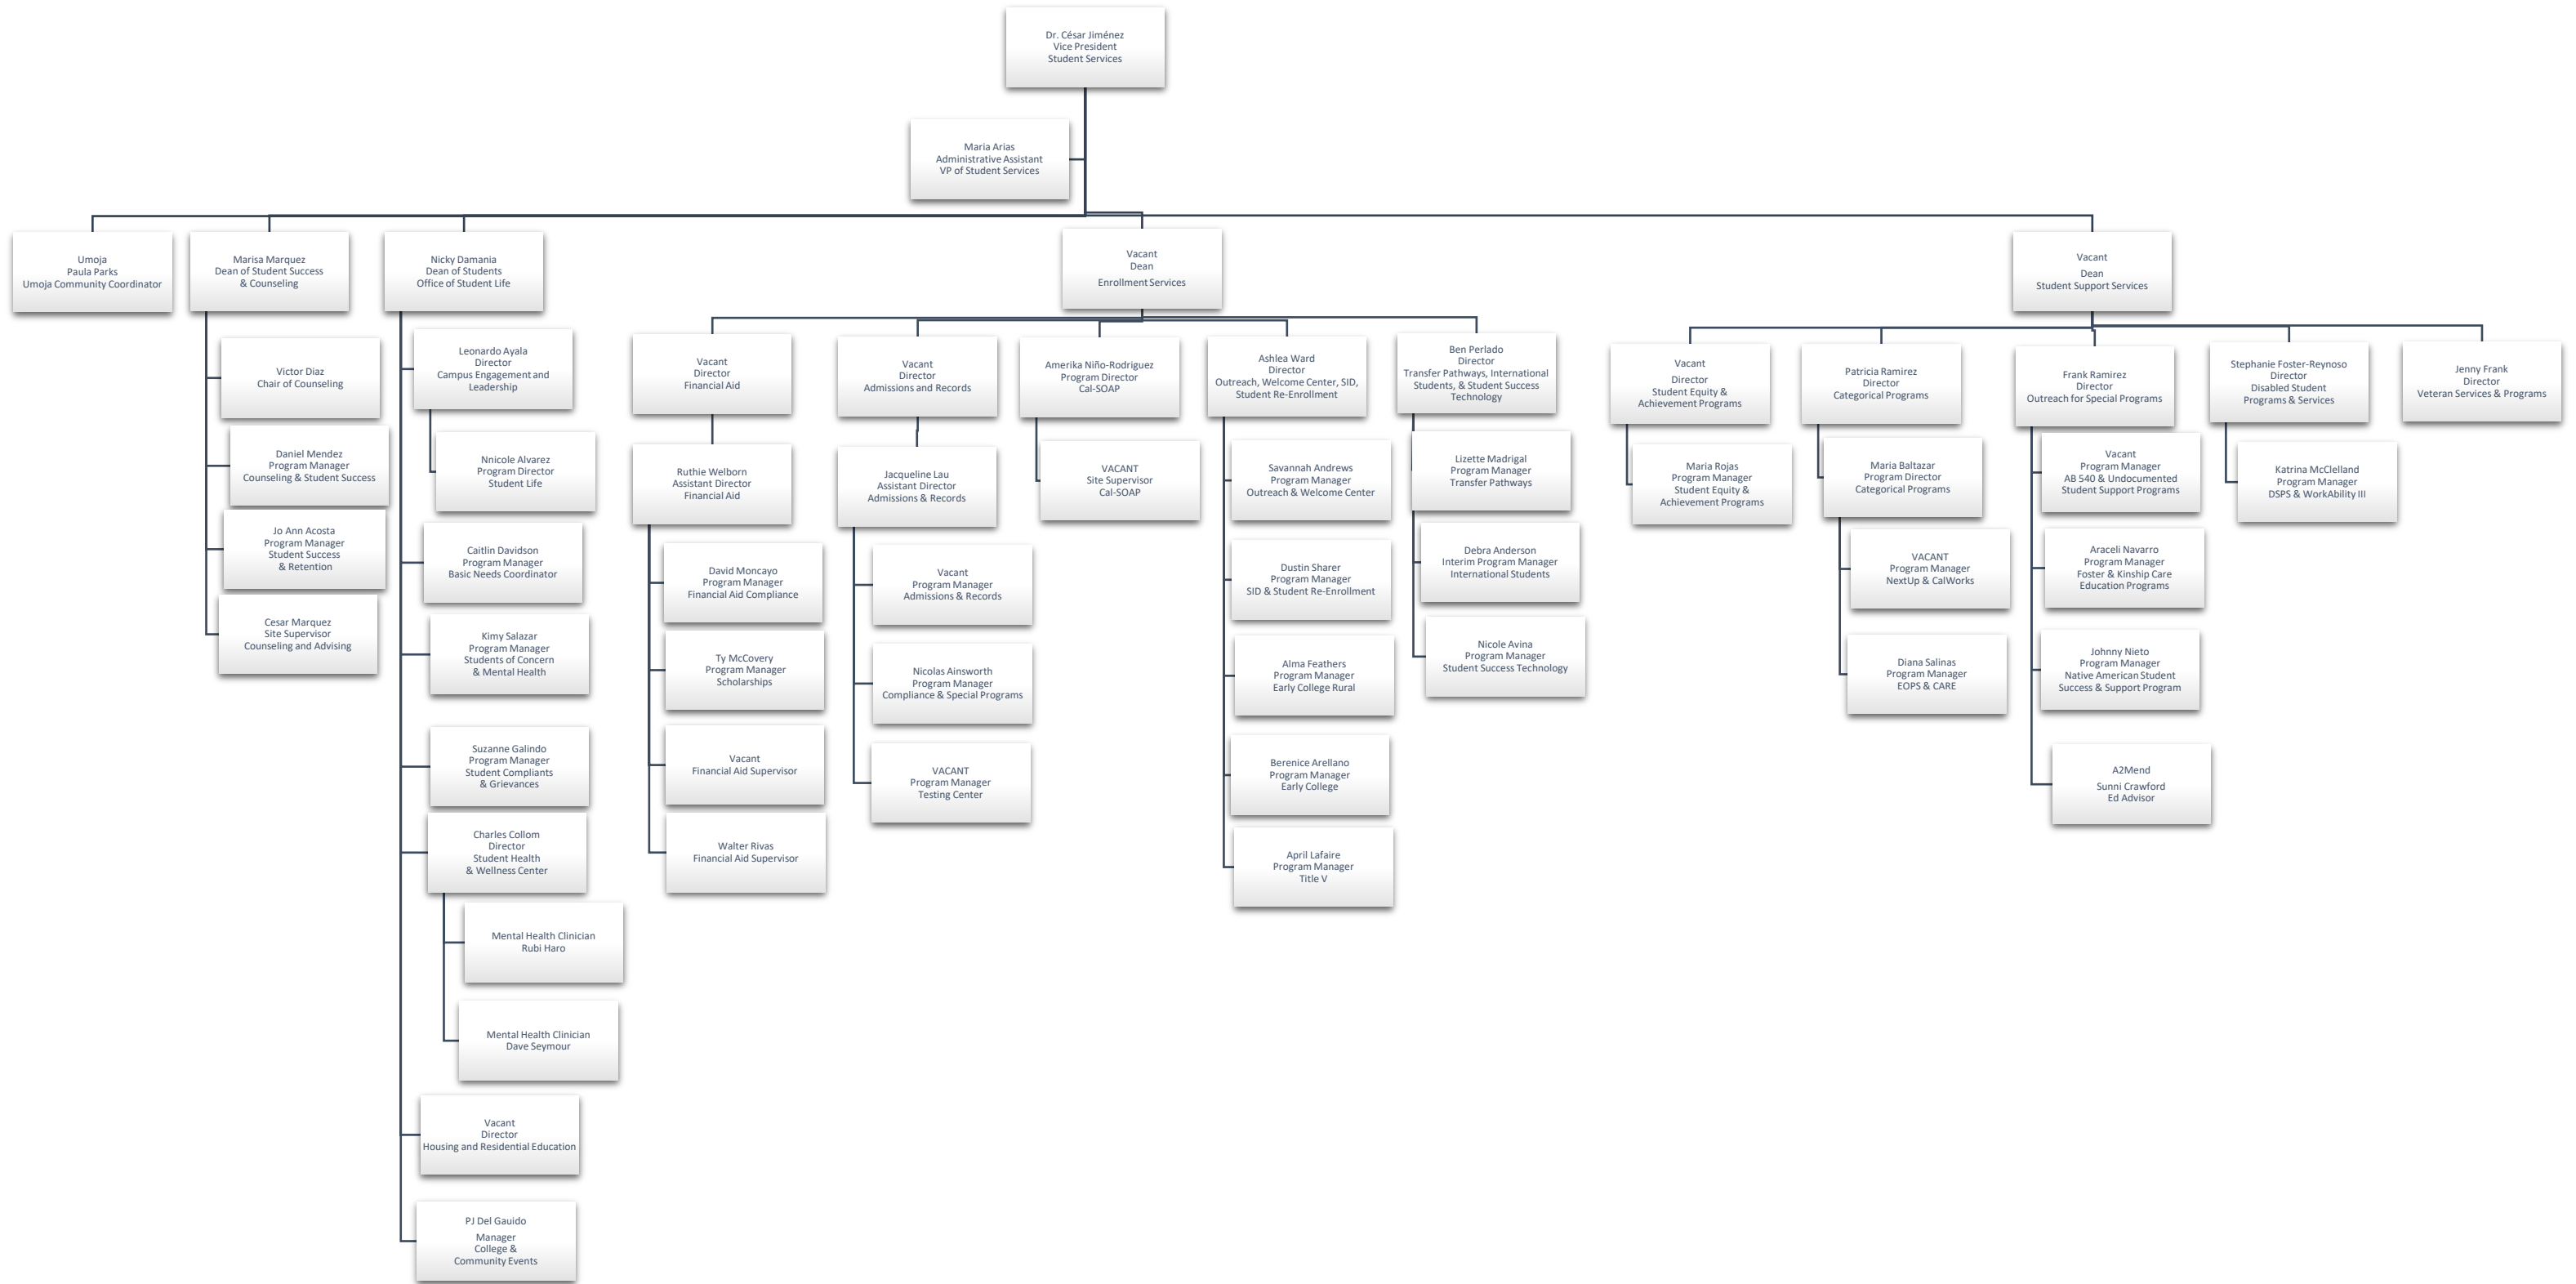 Dr. César Jiménez
Vice President
Student Services
Maria Arias
Administrative Assistant
VP of Student Services
Umoja
Paula Parks
Umoja Community Coordinator
Marisa Marquez
Dean of Student Success
& Counseling
Victor Diaz
Chair of Counseling
Daniel Mendez
Program Manager
Counseling & Student Success
Jo Ann Acosta
Program Manager
Student Success
& Retention
Cesar Marquez
Site Supervisor
Counseling and Advising
Nicky Damania
Dean of Students
Office of Student Life
Leonardo Ayala
Director
Campus Engagement and
Leadership
Nnicole Alvarez
Program Director
Student Life
Caitlin Davidson
Program Manager
Basic Needs Coordinator
Kimy Salazar
Program Manager
Students of Concern
& Mental Health
Suzanne Galindo
Program Manager
Student Compliants
& Grievances
Charles Collom
Director
Student Health
& Wellness Center
Mental Health Clinician
Rubi Haro
Mental Health Clinician
Dave Seymour
Vacant
Director
Housing and Residential Education
PJ Del Gauido
Manager
College &
Community Events
Vacant
Dean
Enrollment Services
Vacant
Director
Financial Aid
Ruthie Welborn
Assistant Director
Financial Aid
David Moncayo
Program Manager
Financial Aid Compliance
Ty McCovery
Program Manager
Scholarships
Vacant
Financial Aid Supervisor
Walter Rivas
Financial Aid Supervisor
Vacant
Director
Admissions and Records
Jacqueline Lau
Assistant Director
Admissions & Records
Vacant
Program Manager
Admissions & Records
Nicolas Ainsworth
Program Manager
Compliance & Special Programs
VACANT
Program Manager
Testing Center
Amerika Niño-Rodriguez
Program Director
Cal-SOAP
VACANT
Site Supervisor
Cal-SOAP
Ashlea Ward
Director
Outreach, Welcome Center, SID,
Student Re-Enrollment
Savannah Andrews
Program Manager
Outreach & Welcome Center
Dustin Sharer
Program Manager
SID & Student Re-Enrollment
Alma Feathers
Program Manager
Early College Rural
Berenice Arellano
Program Manager
Early College
April Lafaire
Program Manager
Title V
Ben Perlado
Director
Transfer Pathways, International
Students, & Student Success
Technology
Lizette Madrigal
Program Manager
Transfer Pathways
Debra Anderson
Interim Program Manager
International Students
Nicole Avina
Program Manager
Student Success Technology
Vacant
Dean
Student Support Services
Vacant
Director
Student Equity &
Achievement Programs
Maria Rojas
Program Manager
Student Equity &
Achievement Programs
Patricia Ramirez
Director
Categorical Programs
Maria Baltazar
Program Director
Categorical Programs
VACANT
Program Manager
NextUp & CalWorks
Diana Salinas
Program Manager
EOPS & CARE
Frank Ramirez
Director
Outreach for Special Programs
Vacant
Program Manager
AB 540 & Undocumented
Student Support Programs
Araceli Navarro
Program Manager
Foster & Kinship Care
Education Programs
Johnny Nieto
Program Manager
Native American Student
Success & Support Program
A2Mend
Sunni Crawford
Ed Advisor
Stephanie Foster-Reynoso
Director
Disabled Student
Programs & Services
Katrina McClelland
Program Manager
DSPS & WorkAbility III
Jenny Frank
Director
Veteran Services & Programs